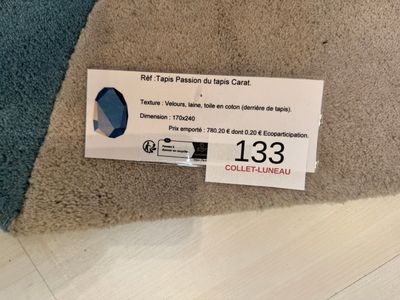 Réf :Tapis Passion du tapis Carat.
Texture : Velours, laine, toile en coton (derrière de tapis).
Dimension : 170x240
Prix emporté : 780.20 € dont 0,20 € Ecoparticipation.
133
COLLET-LUNEAU